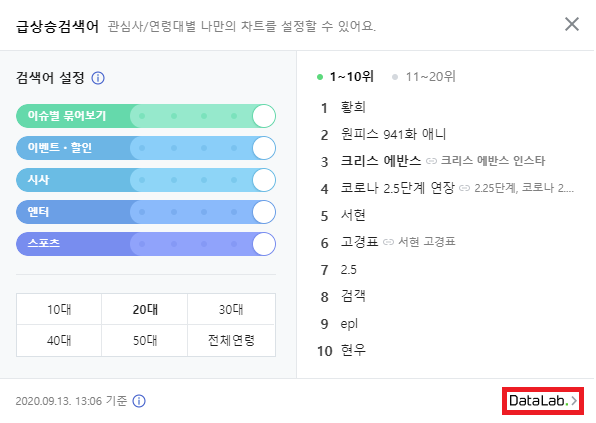 급상승검색어 관심사/연령대별 나만의 차트를 설정할 수 있어요.
검색어 설정
이슈별 묶어보기
이벤트·할인
시사
엔터
스포츠
10대 20대 30대
40대 50대 전체연령
1~10위 11~20위
1 황희
2 원피스 941화 애니
3 크리스 에반스 크리스 에반스 인스타
4 코로나 2.5단계 연장 2.25단계, 코로나 2....
5 서현
6 고경표 서현 고경표
7 2.5
8 검객
9 epl
10 현우
2020.09.13. 13:06 기준
DataLab.